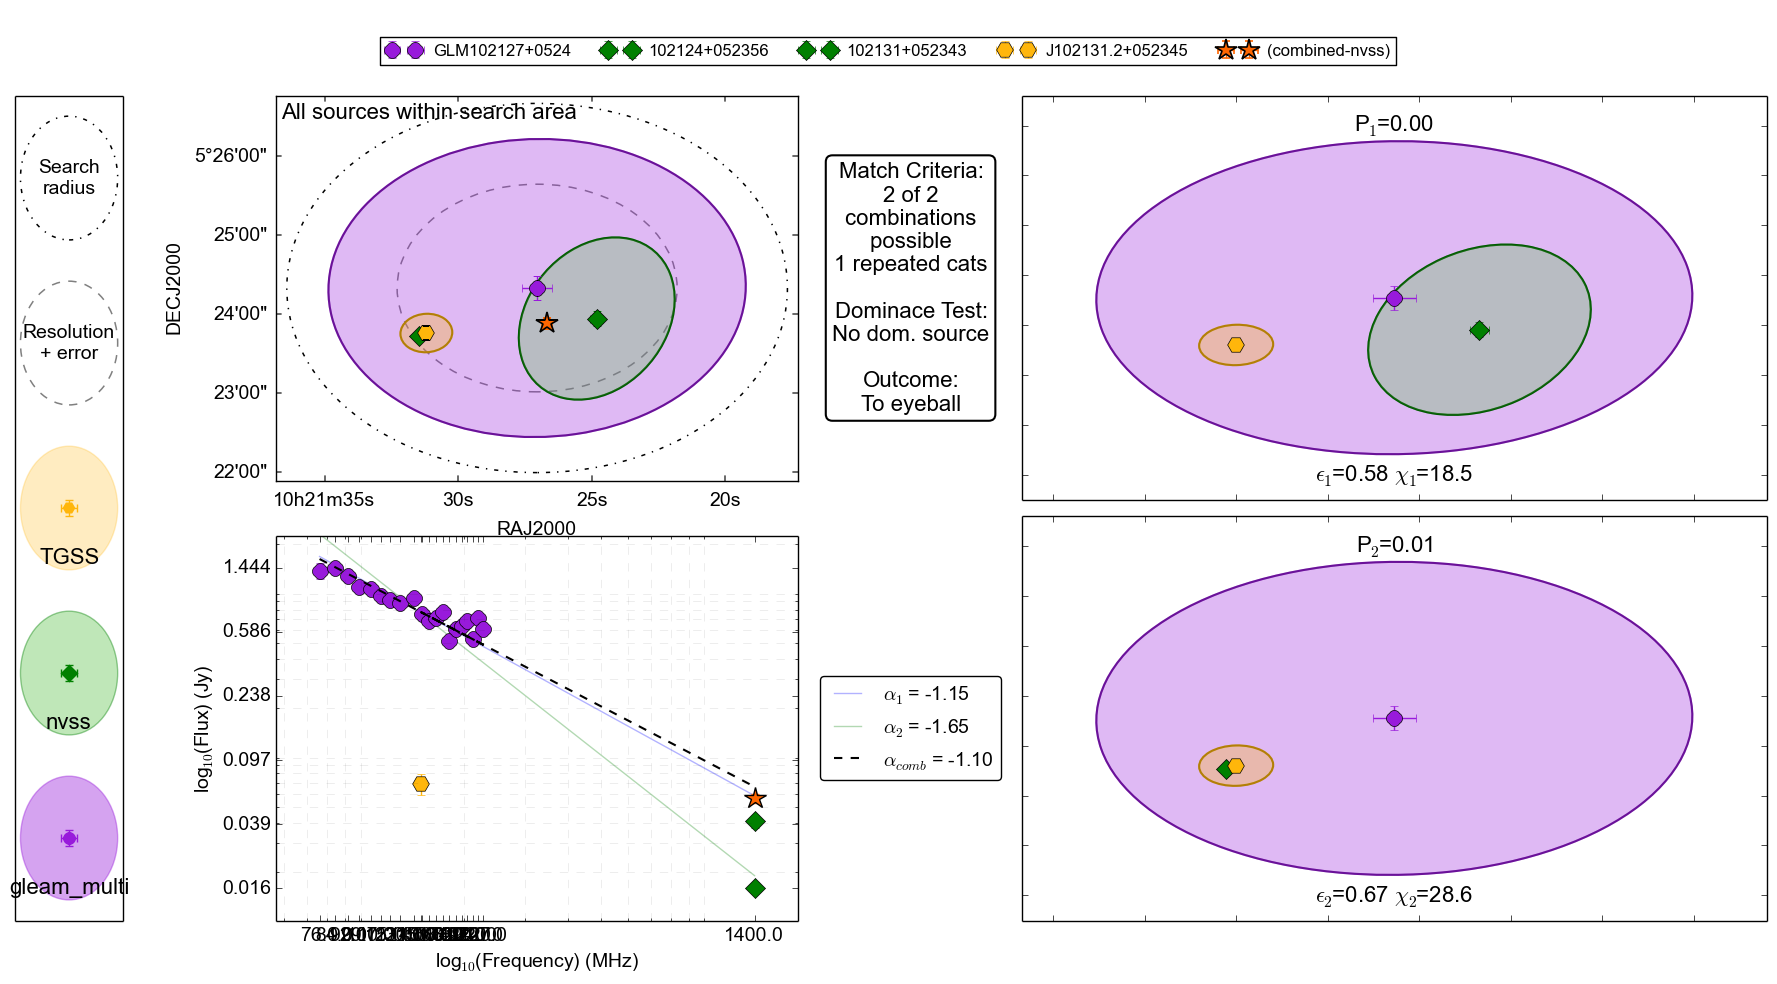 GLM102127+0524 102124+052356 102131+052343 J102131.2+052345 (combined-nvss)
Search
radius
Resolution
+ error
TGSS
nvss
gleam_multi
All sources within search area
DECJ2000
5°26'00"
25'00"
24'00"
23'00"
22'00"
10h21m35s 30s 25s 20s
RAJ2000
Match Criteria:
2 of 2
combinations
possible
1 repeated cats
Dominace Test:
No dom. source
Outcome:
To eyeball
P1=0.00
ϵ1=0.58 χ1=18.5
P2=0.01
ϵ2=0.67 χ2=28.6
log10(Flux) (Jy)
1.444
0.586
0.238
0.097
0.039
0.016
1400.0
log10(Frequency) (MHz)
α1 = -1.15
α2 = -1.65
αcomb = -1.10